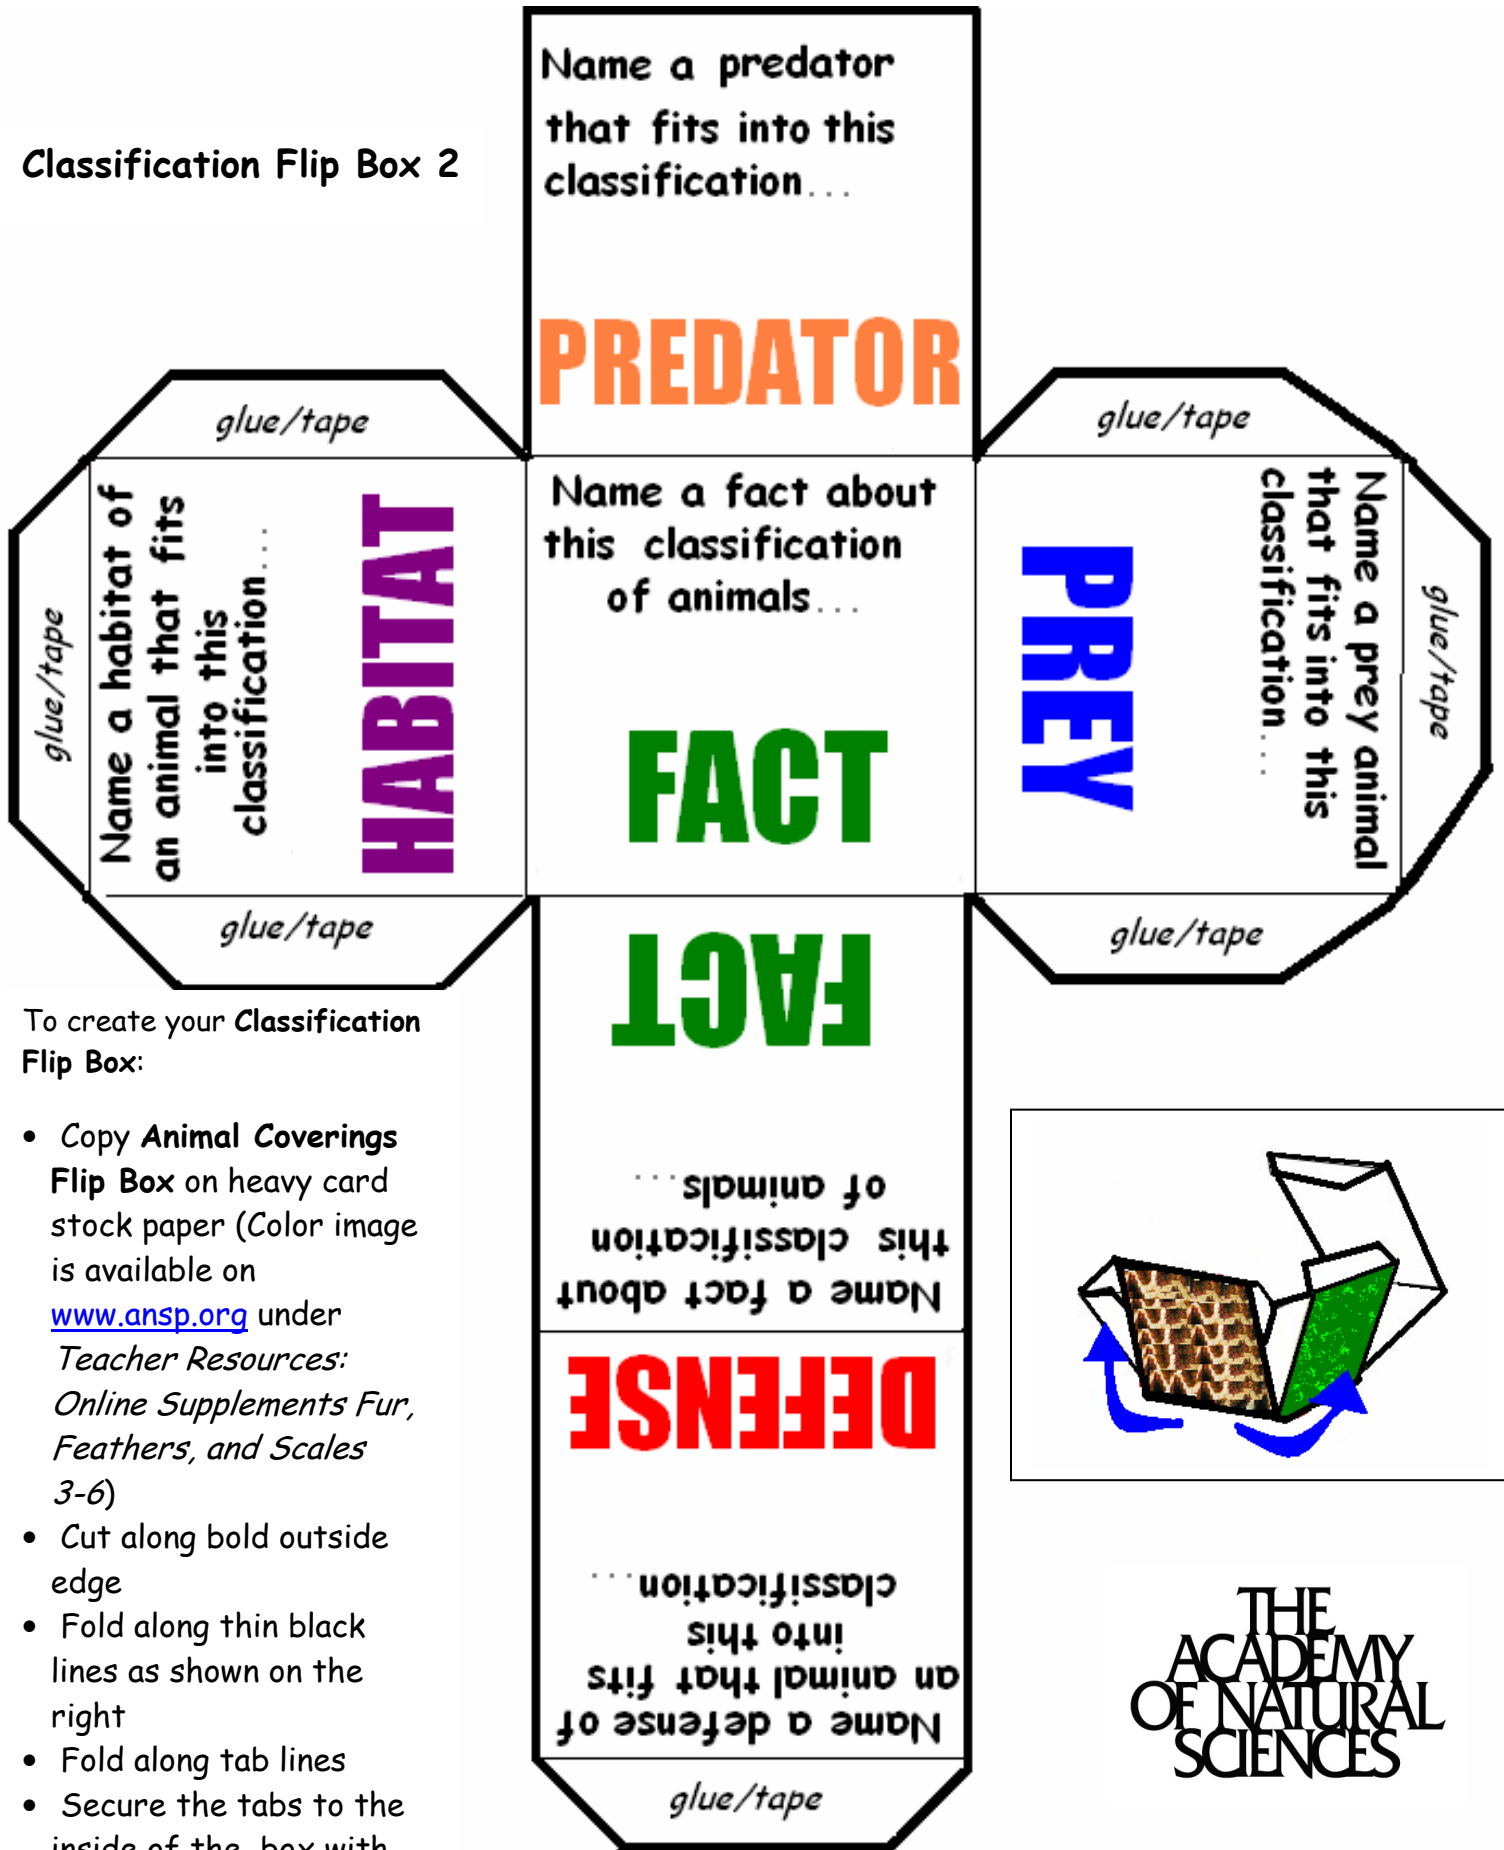 Classification Flip Box 2
Name a predator
that fits into this
classification...
PREDATOR
glue/tape
glue/tape
Name a habitat of
an animal that fits
into this
classification...
HABITAT
glue/tape
Name a fact about
this classification
of animals...
FACT
glue/tape
PREY
Name a prey animal
that fits into this
classification...
glue/tape
glue/tape
FACT
Name a fact about
this classification
of animals...
DEFENSE
Name a defense of
an animal that fits
into this
classification...
glue/tape
To create your Classification
Flip Box:
• Copy Animal Coverings
Flip Box on heavy card
stock paper (Color image
is available on
www.ansp.org under
Teacher Resources:
Online Supplements Fur,
Feathers, and Scales
3-6)
• Cut along bold outside
edge
• Fold along thin black
lines as shown on the
right
• Fold along tab lines
• Secure the tabs to the
inside of the box with
THE
ACADEMY
OF NATURAL
SCIENCES